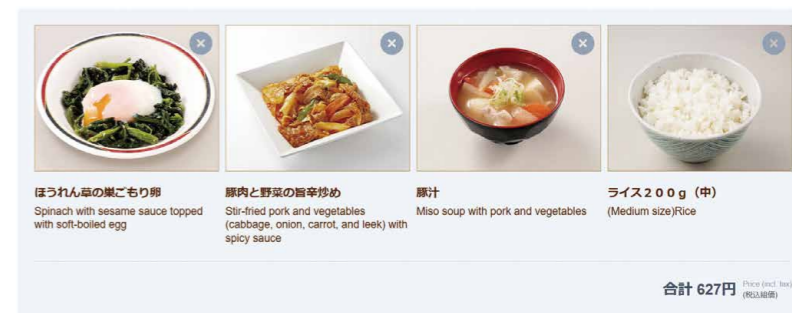 ほうれん草の巣ごもり卵
Spinach with sesame sauce topped
with soft-boiled egg
豚肉と野菜の旨辛炒め
Stir-fried pork and vegetables
(cabbage, onion, carrot, and leek) with
spicy sauce
豚汁
Miso soup with pork and vegetables
ライス200g（中）
(Medium size)Rice
合計 627円
Price (incl. tax)
(税込組価)